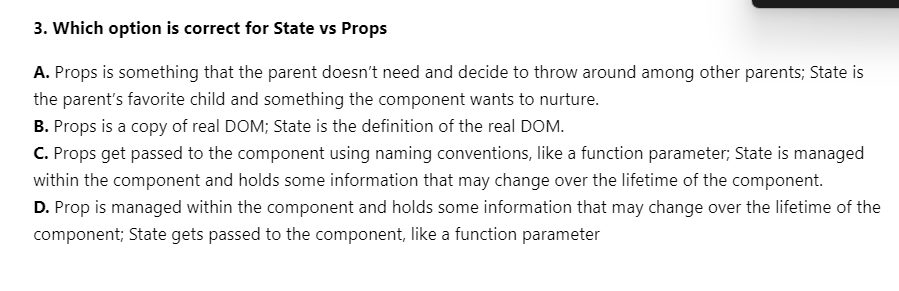 3. Which option is correct for State vs Props
A. Props is something that the parent doesn't need and decide to throw around among other parents; State is
the parent's favorite child and something the component wants to nurture.
B. Props is a copy of real DOM; State is the definition of the real DOM.
C. Props get passed to the component using naming conventions, like a function parameter; State is managed
within the component and holds some information that may change over the lifetime of the component.
D. Prop is managed within the component and holds some information that may change over the lifetime of the
component; State gets passed to the component, like a function parameter